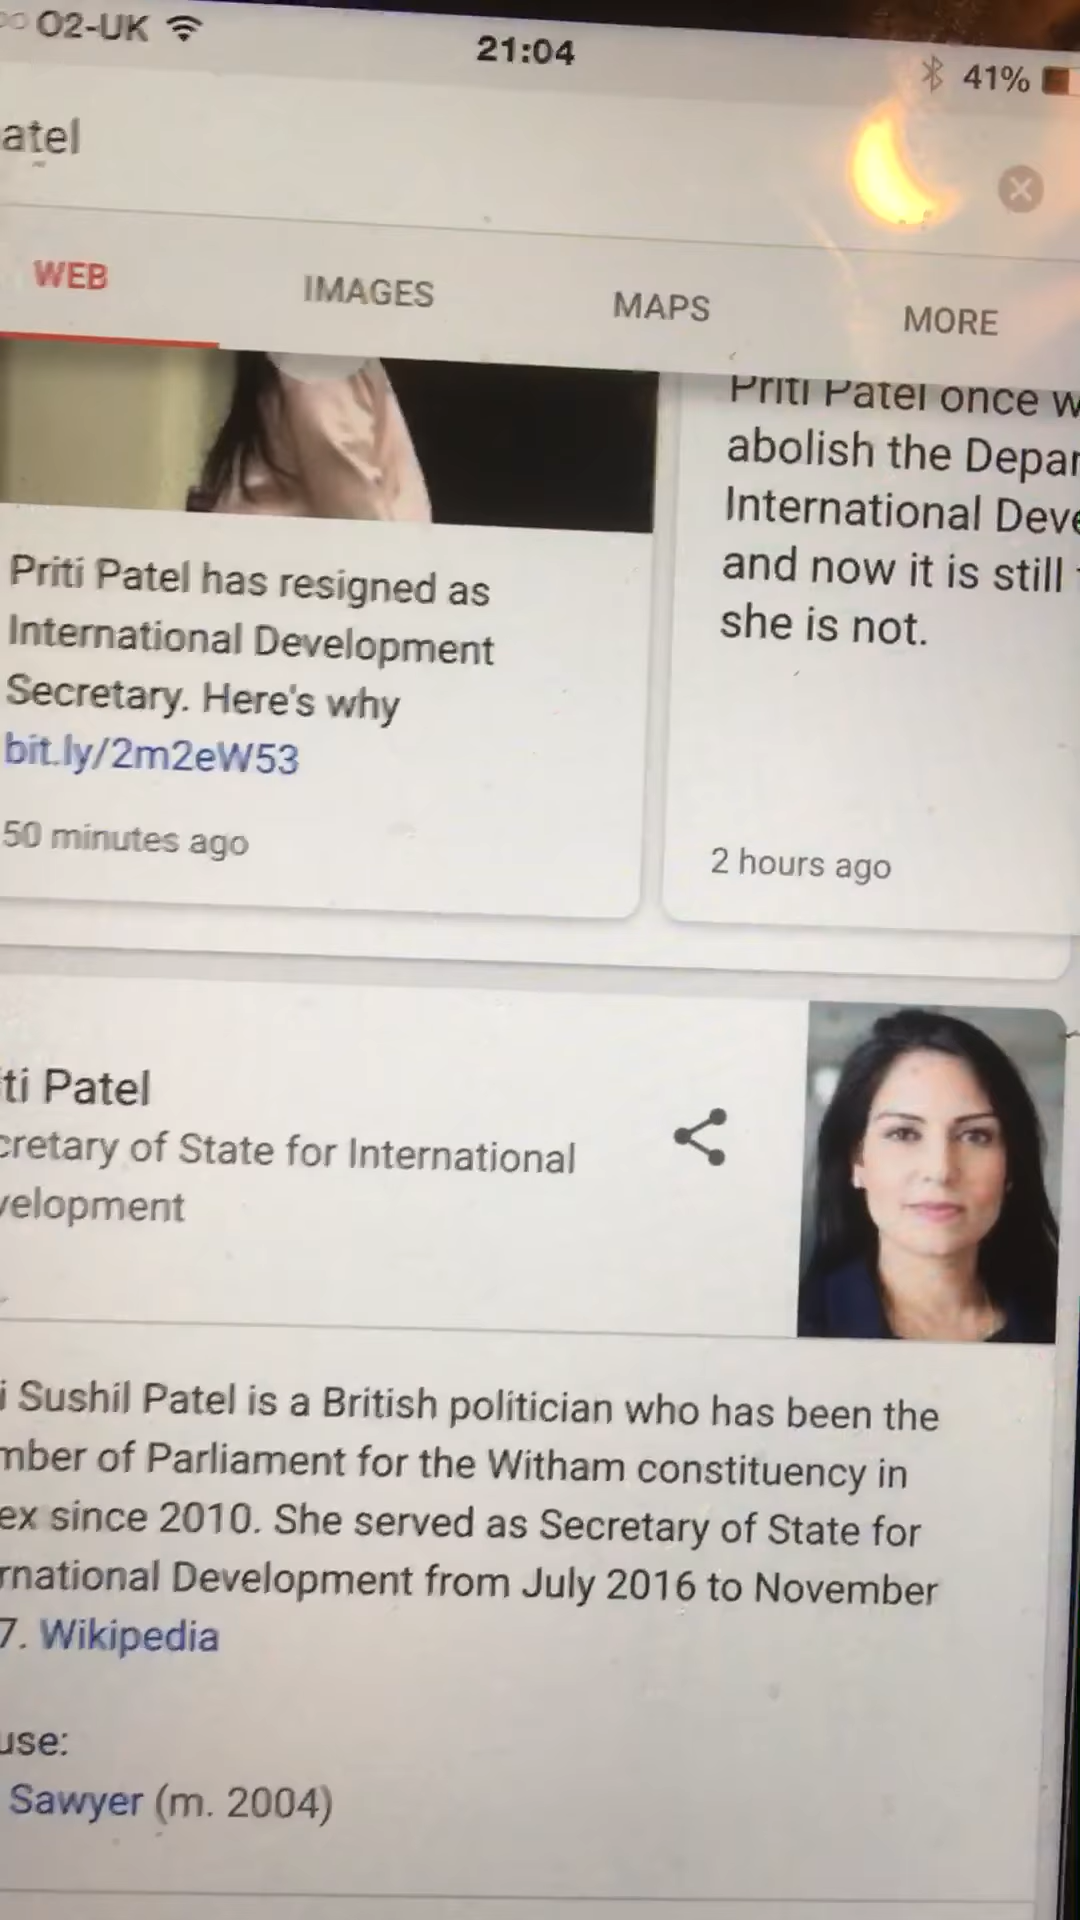 O2-UK
21:04
41%
atel
WEB
IMAGES
MAPS
MORE
Priti Patel has resigned as
International Development
Secretary. Here's why
bit.ly/2m2eW53
50 minutes ago
Priti Patel once w
abolish the Depar
International Deve
and now it is still
she is not.
2 hours ago
ti Patel
cretary of State for International
velopment
i Sushil Patel is a British politician who has been the
mber of Parliament for the Witham constituency in
ex since 2010. She served as Secretary of State for
rnational Development from July 2016 to November
7. Wikipedia
use:
Sawyer (m. 2004)